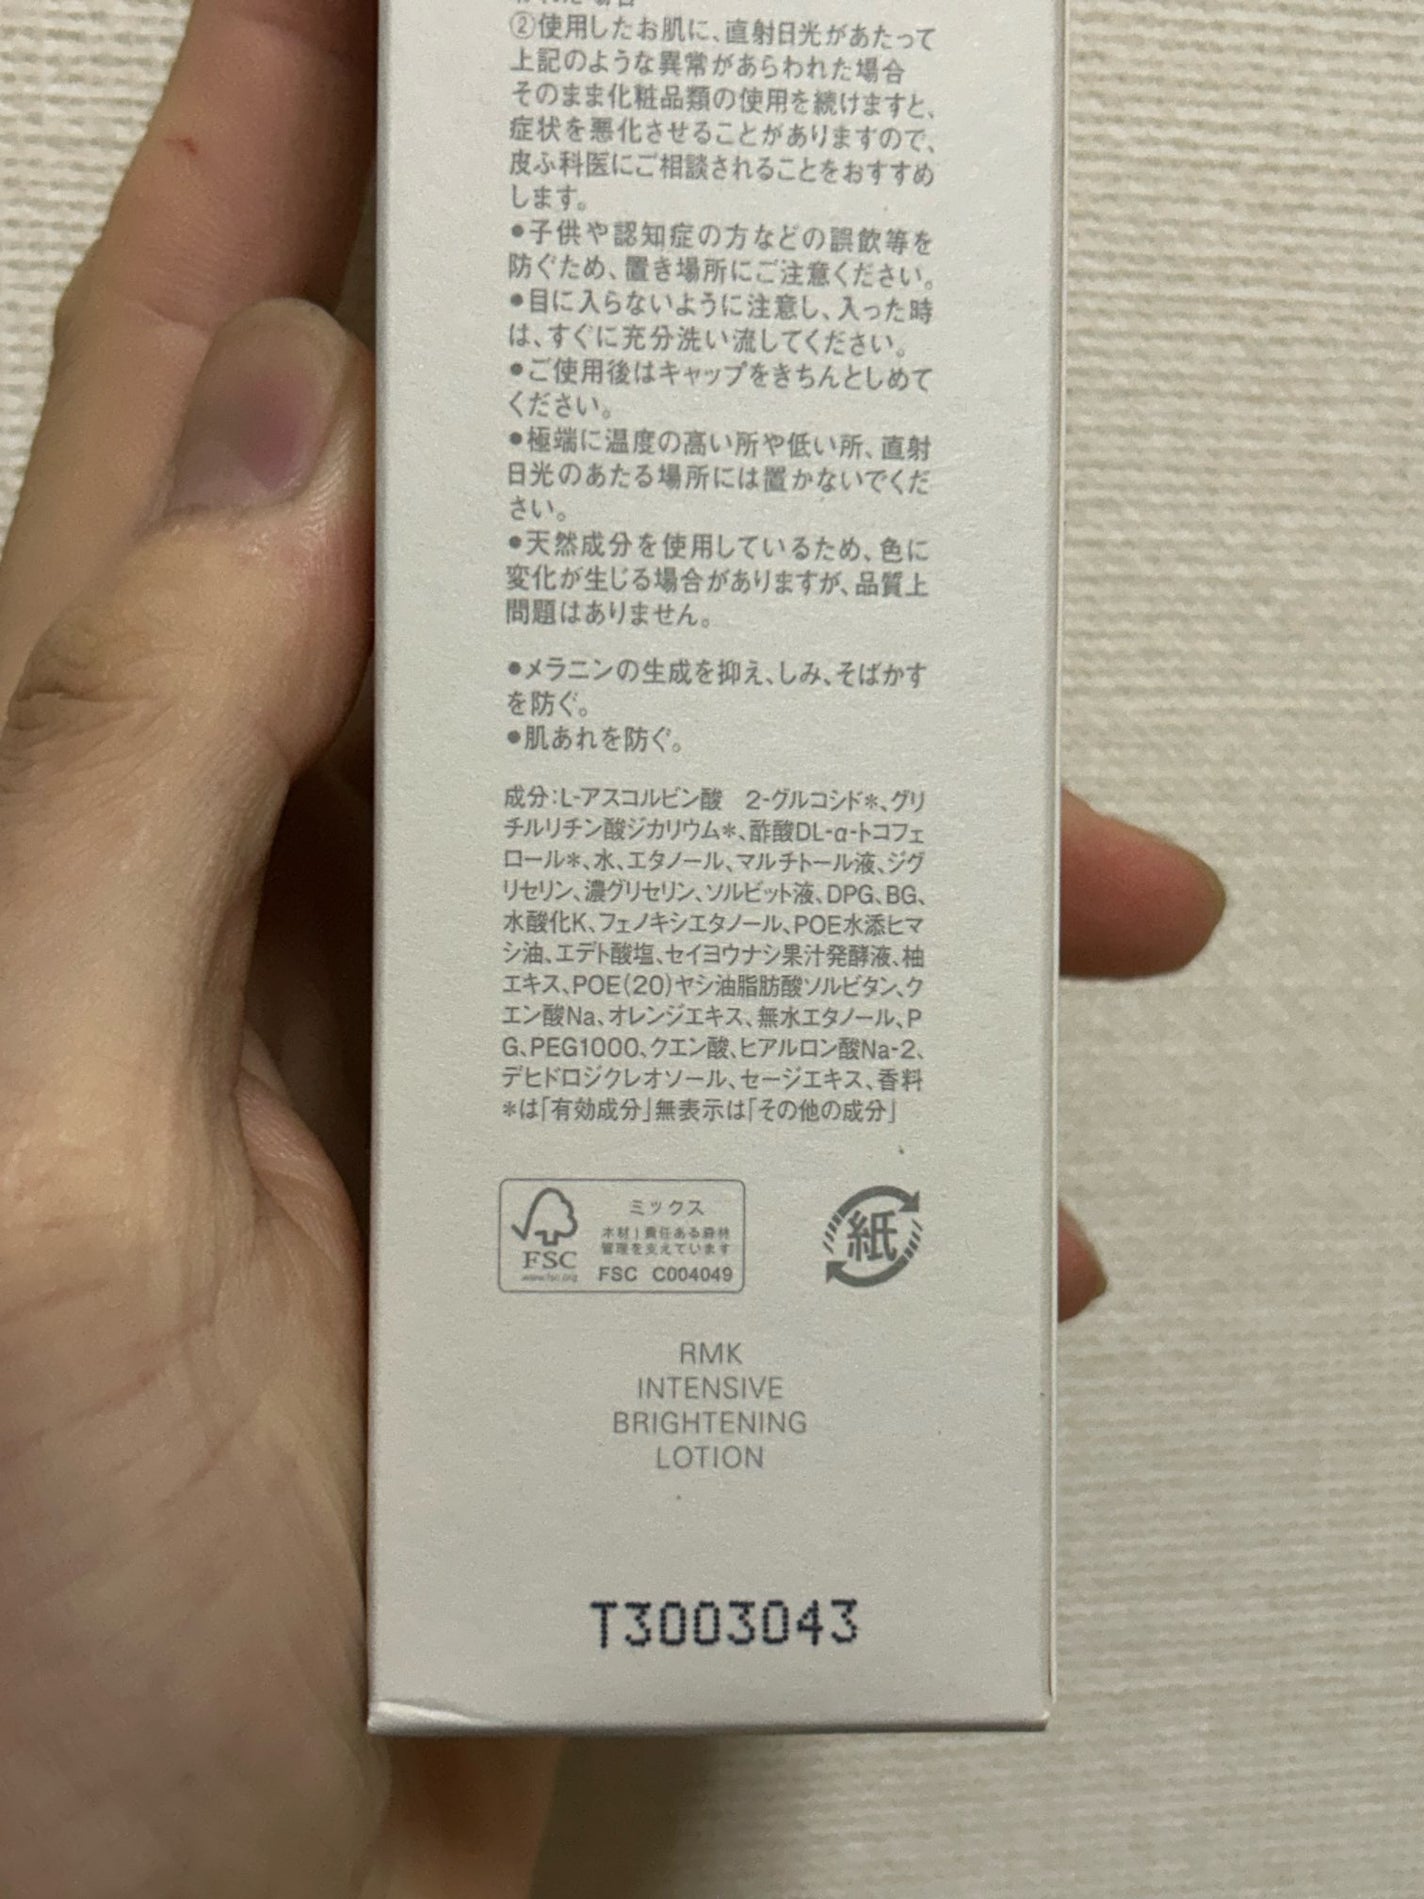 ②使用したお肌に、直射日光があたって
上記のような異常があらわれた場合
そのまま化粧品類の使用を続けますと、
症状を悪化させることがありますので、
皮ふ科医にご相談されることをおすすめ
します。
●子供や認知症の方などの誤飲等を
防ぐため、置き場所にご注意ください。
●目に入らないように注意し、入った時
は、すぐに充分洗い流してください。
●ご使用後はキャップをきちんとしめて
ください。
●極端に温度の高い所や低い所、直射
日光のあたる場所には置かないでくだ
さい。
●天然成分を使用しているため、色に
変化が生じる場合がありますが、品質上
問題はありません。
●メラニンの生成を抑え、しみ、そばかす
を防ぐ。
●肌あれを防ぐ。
成分：L-アスコルビン酸　2-グルコシド＊、グリ
チルリチン酸ジカリウム＊、酢酸DL-α-トコフェ
ロール＊、水、エタノール、マルチトール液、ジグ
リセリン、濃グリセリン、ソルビット液、DPG、BG、
水酸化K、フェノキシエタノール、POE水添ヒマ
シ油、エデト酸塩、セイヨウナシ果汁発酵液、柚
エキス、POE(20)ヤシ油脂肪酸ソルビタン、ク
エン酸Na、オレンジエキス、無水エタノール、P
G、PEG1000、クエン酸、ヒアルロン酸Na-2、
デヒドロジクレオソール、セージエキス、香料
＊は「有効成分」無表示は「その他の成分」
ミックス
木材｜責任ある森林
管理を支えています
FSC
www.fsc.org
FSC C004049
紙
RMK
INTENSIVE
BRIGHTENING
LOTION
T3003043